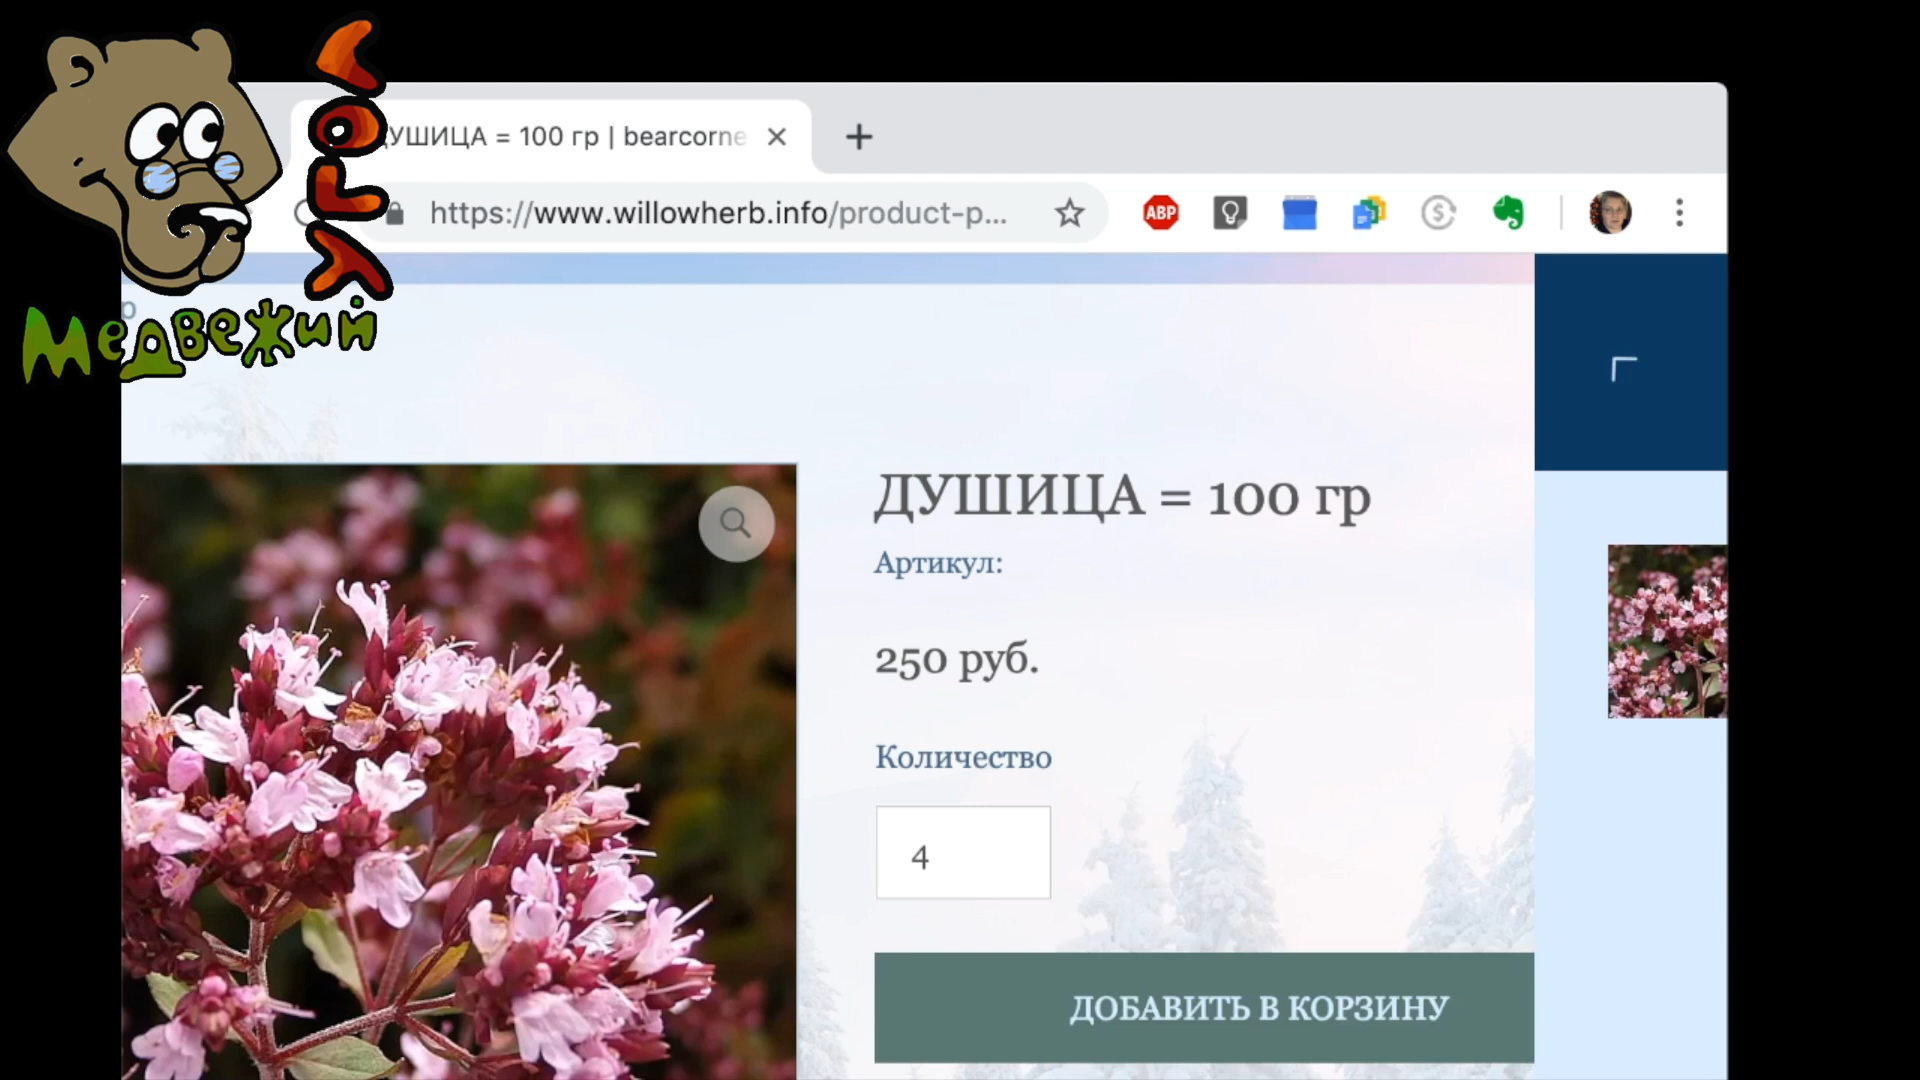 УГОЛ
Медвежий
УШИЦА = 100 гр | bearcorne
https://www.willowherb.info/product-p...
ABP
р
ДУШИЦА = 100 гр
Артикул:
250 руб.
Количество
4
ДОБАВИТЬ В КОРЗИНУ